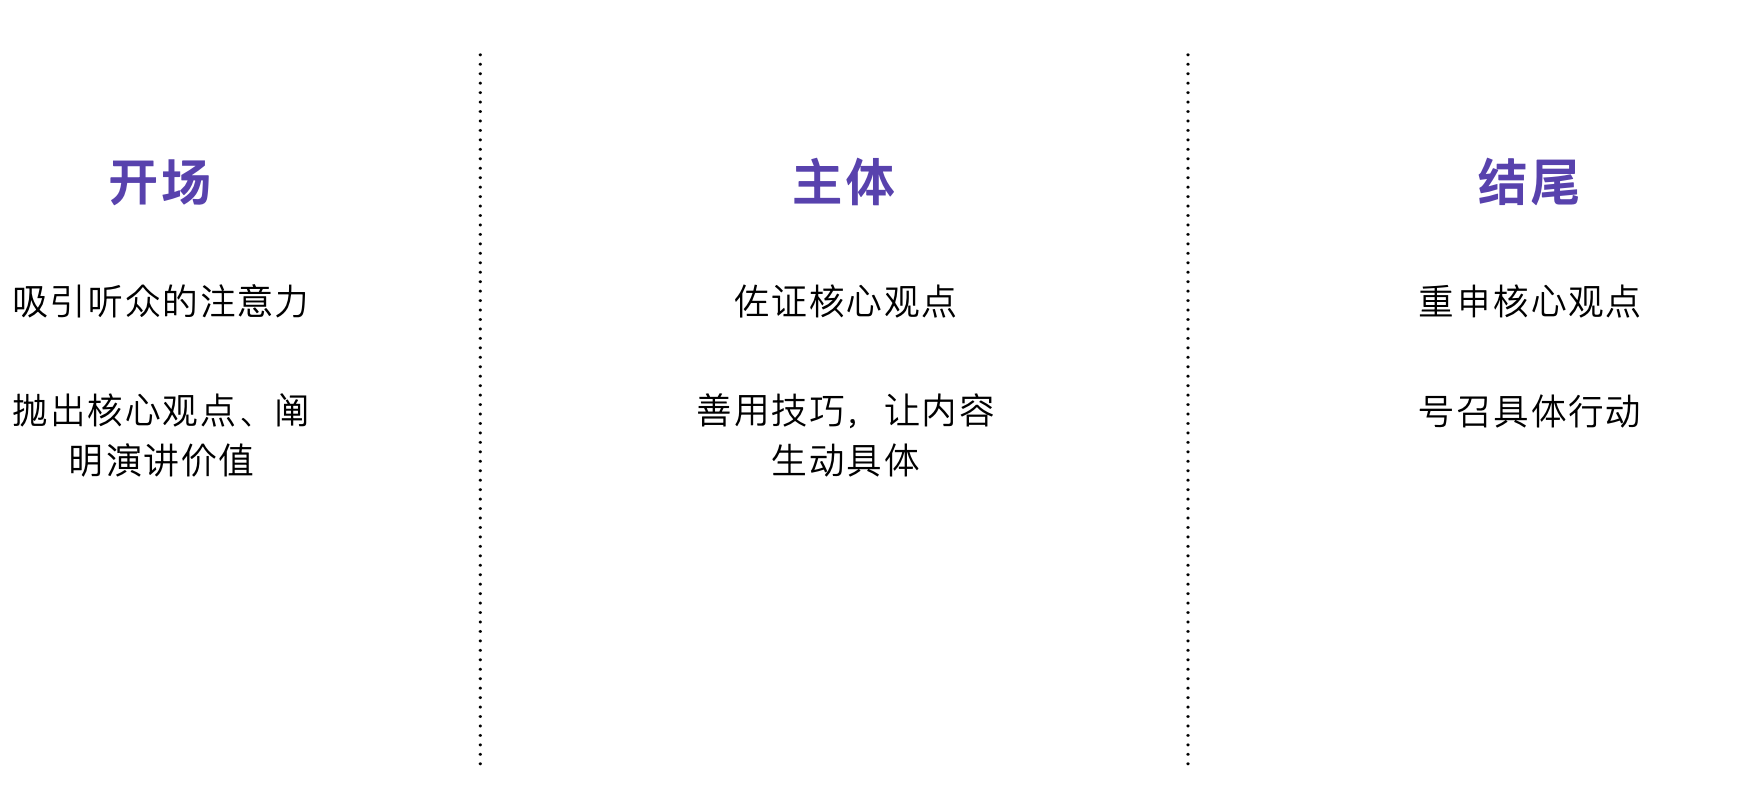 开场
吸引听众的注意力
抛出核心观点、阐
明演讲价值
主体
佐证核心观点
善用技巧，让内容
生动具体
结尾
重申核心观点
号召具体行动